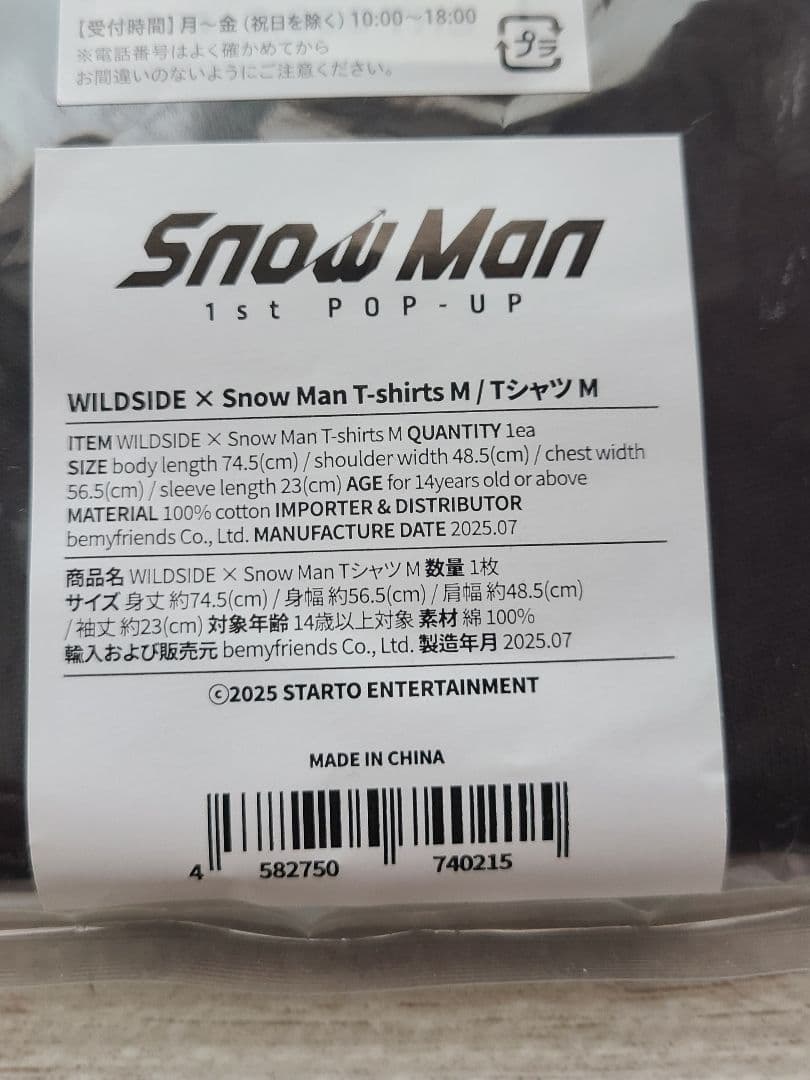 【受付時間】月～金（祝日を除く）10:00～18:00
※電話番号はよく確かめてから
お間違いのないようにご注意ください。
プラ
Snow Man
1st POP-UP
WILDSIDE × Snow Man T-shirts M / Tシャツ M
ITEM WILDSIDE × Snow Man T-shirts M QUANTITY 1ea
SIZE body length 74.5(cm) / shoulder width 48.5(cm) / chest width
56.5(cm) / sleeve length 23(cm) AGE for 14years old or above
MATERIAL 100% cotton IMPORTER & DISTRIBUTOR
bemyfriends Co., Ltd. MANUFACTURE DATE 2025.07
商品名 WILDSIDE × Snow Man Tシャツ M 数量 1枚
サイズ 身丈 約74.5(cm) / 身幅 約56.5(cm) / 肩幅 約48.5(cm)
/ 袖丈 約23(cm) 対象年齢 14歳以上対象 素材 綿 100%
輸入および販売元 bemyfriends Co., Ltd. 製造年月 2025.07
©2025 STARTO ENTERTAINMENT
MADE IN CHINA
4 582750 740215